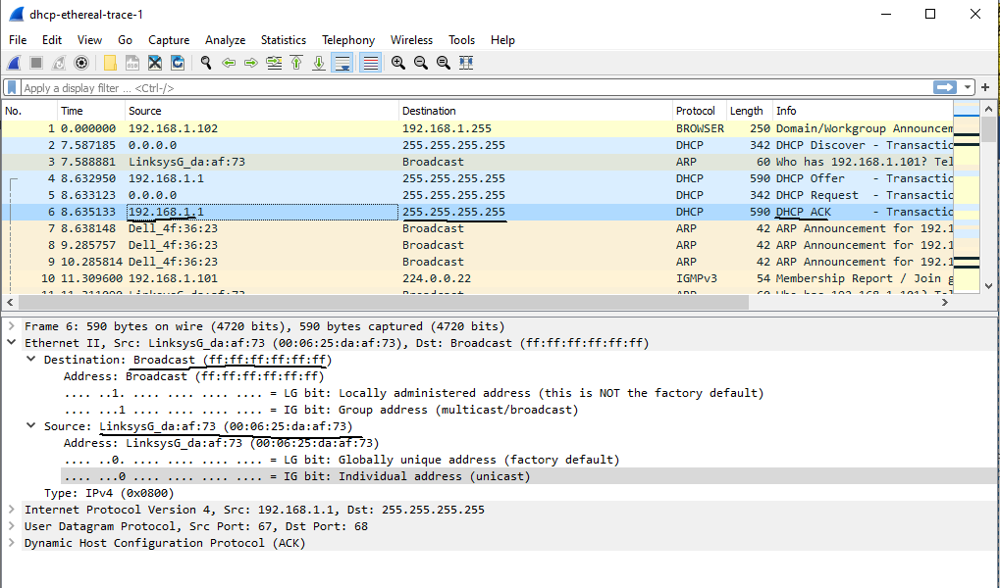 dhcp-ethereal-trace-1
File Edit View Go Capture Analyze Statistics Telephony Wireless Tools Help
Apply a display filter ... <Ctrl-/>
No. Time Source Destination Protocol Length Info
1 0.000000 192.168.1.102 192.168.1.255 BROWSER 250 Domain/Workgroup Announcem
2 7.587185 0.0.0.0 255.255.255.255 DHCP 342 DHCP Discover - Transactio
3 7.588881 LinksysG_da:af:73 Broadcast ARP 60 Who has 192.168.1.101? Tel
4 8.632950 192.168.1.1 255.255.255.255 DHCP 590 DHCP Offer - Transactio
5 8.633123 0.0.0.0 255.255.255.255 DHCP 342 DHCP Request - Transactio
6 8.635133 192.168.1.1 255.255.255.255 DHCP 590 DHCP ACK - Transactio
7 8.638148 Dell_4f:36:23 Broadcast ARP 42 ARP Announcement for 192.1
8 9.285757 Dell_4f:36:23 Broadcast ARP 42 ARP Announcement for 192.1
9 10.285814 Dell_4f:36:23 Broadcast ARP 42 ARP Announcement for 192.1
10 11.309600 192.168.1.101 224.0.0.22 IGMPv3 54 Membership Report / Join g
Frame 6: 590 bytes on wire (4720 bits), 590 bytes captured (4720 bits)
Ethernet II, Src: LinksysG_da:af:73 (00:06:25:da:af:73), Dst: Broadcast (ff:ff:ff:ff:ff:ff)
Destination: Broadcast (ff:ff:ff:ff:ff:ff)
Address: Broadcast (ff:ff:ff:ff:ff:ff)
.... ..1. .... .... .... .... = LG bit: Locally administered address (this is NOT the factory default)
.... ...1 .... .... .... .... = IG bit: Group address (multicast/broadcast)
Source: LinksysG_da:af:73 (00:06:25:da:af:73)
Address: LinksysG_da:af:73 (00:06:25:da:af:73)
.... ..0. .... .... .... .... = LG bit: Globally unique address (factory default)
.... ...0 .... .... .... .... = IG bit: Individual address (unicast)
Type: IPv4 (0x0800)
Internet Protocol Version 4, Src: 192.168.1.1, Dst: 255.255.255.255
User Datagram Protocol, Src Port: 67, Dst Port: 68
Dynamic Host Configuration Protocol (ACK)